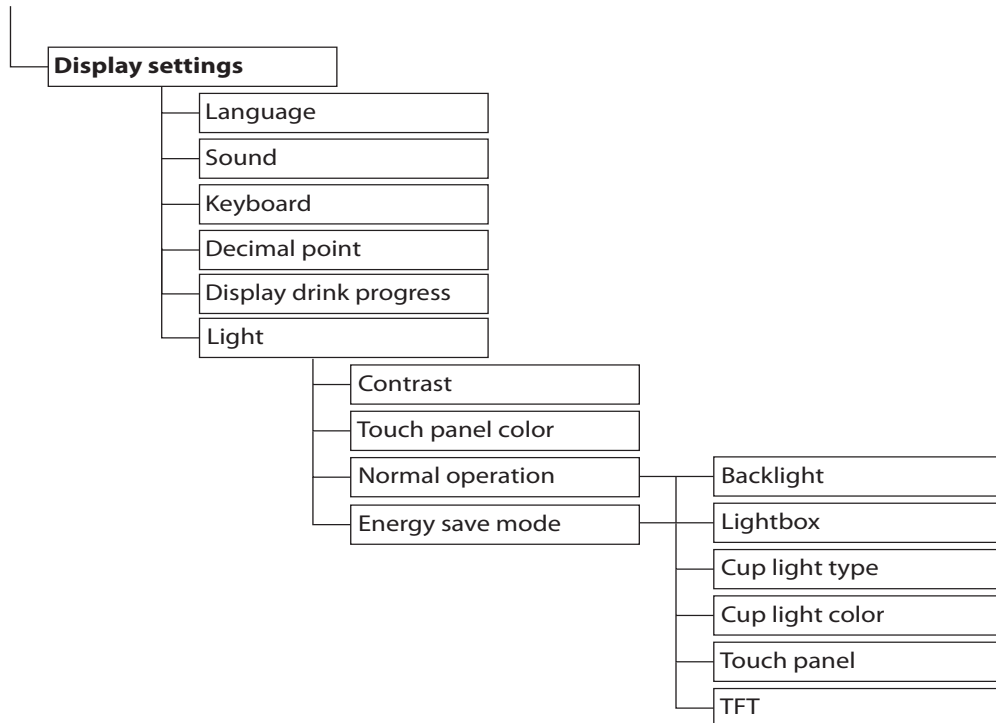 Display settings
Language
Sound
Keyboard
Decimal point
Display drink progress
Light
Contrast
Touch panel color
Normal operation
Energy save mode
Backlight
Lightbox
Cup light type
Cup light color
Touch panel
TFT